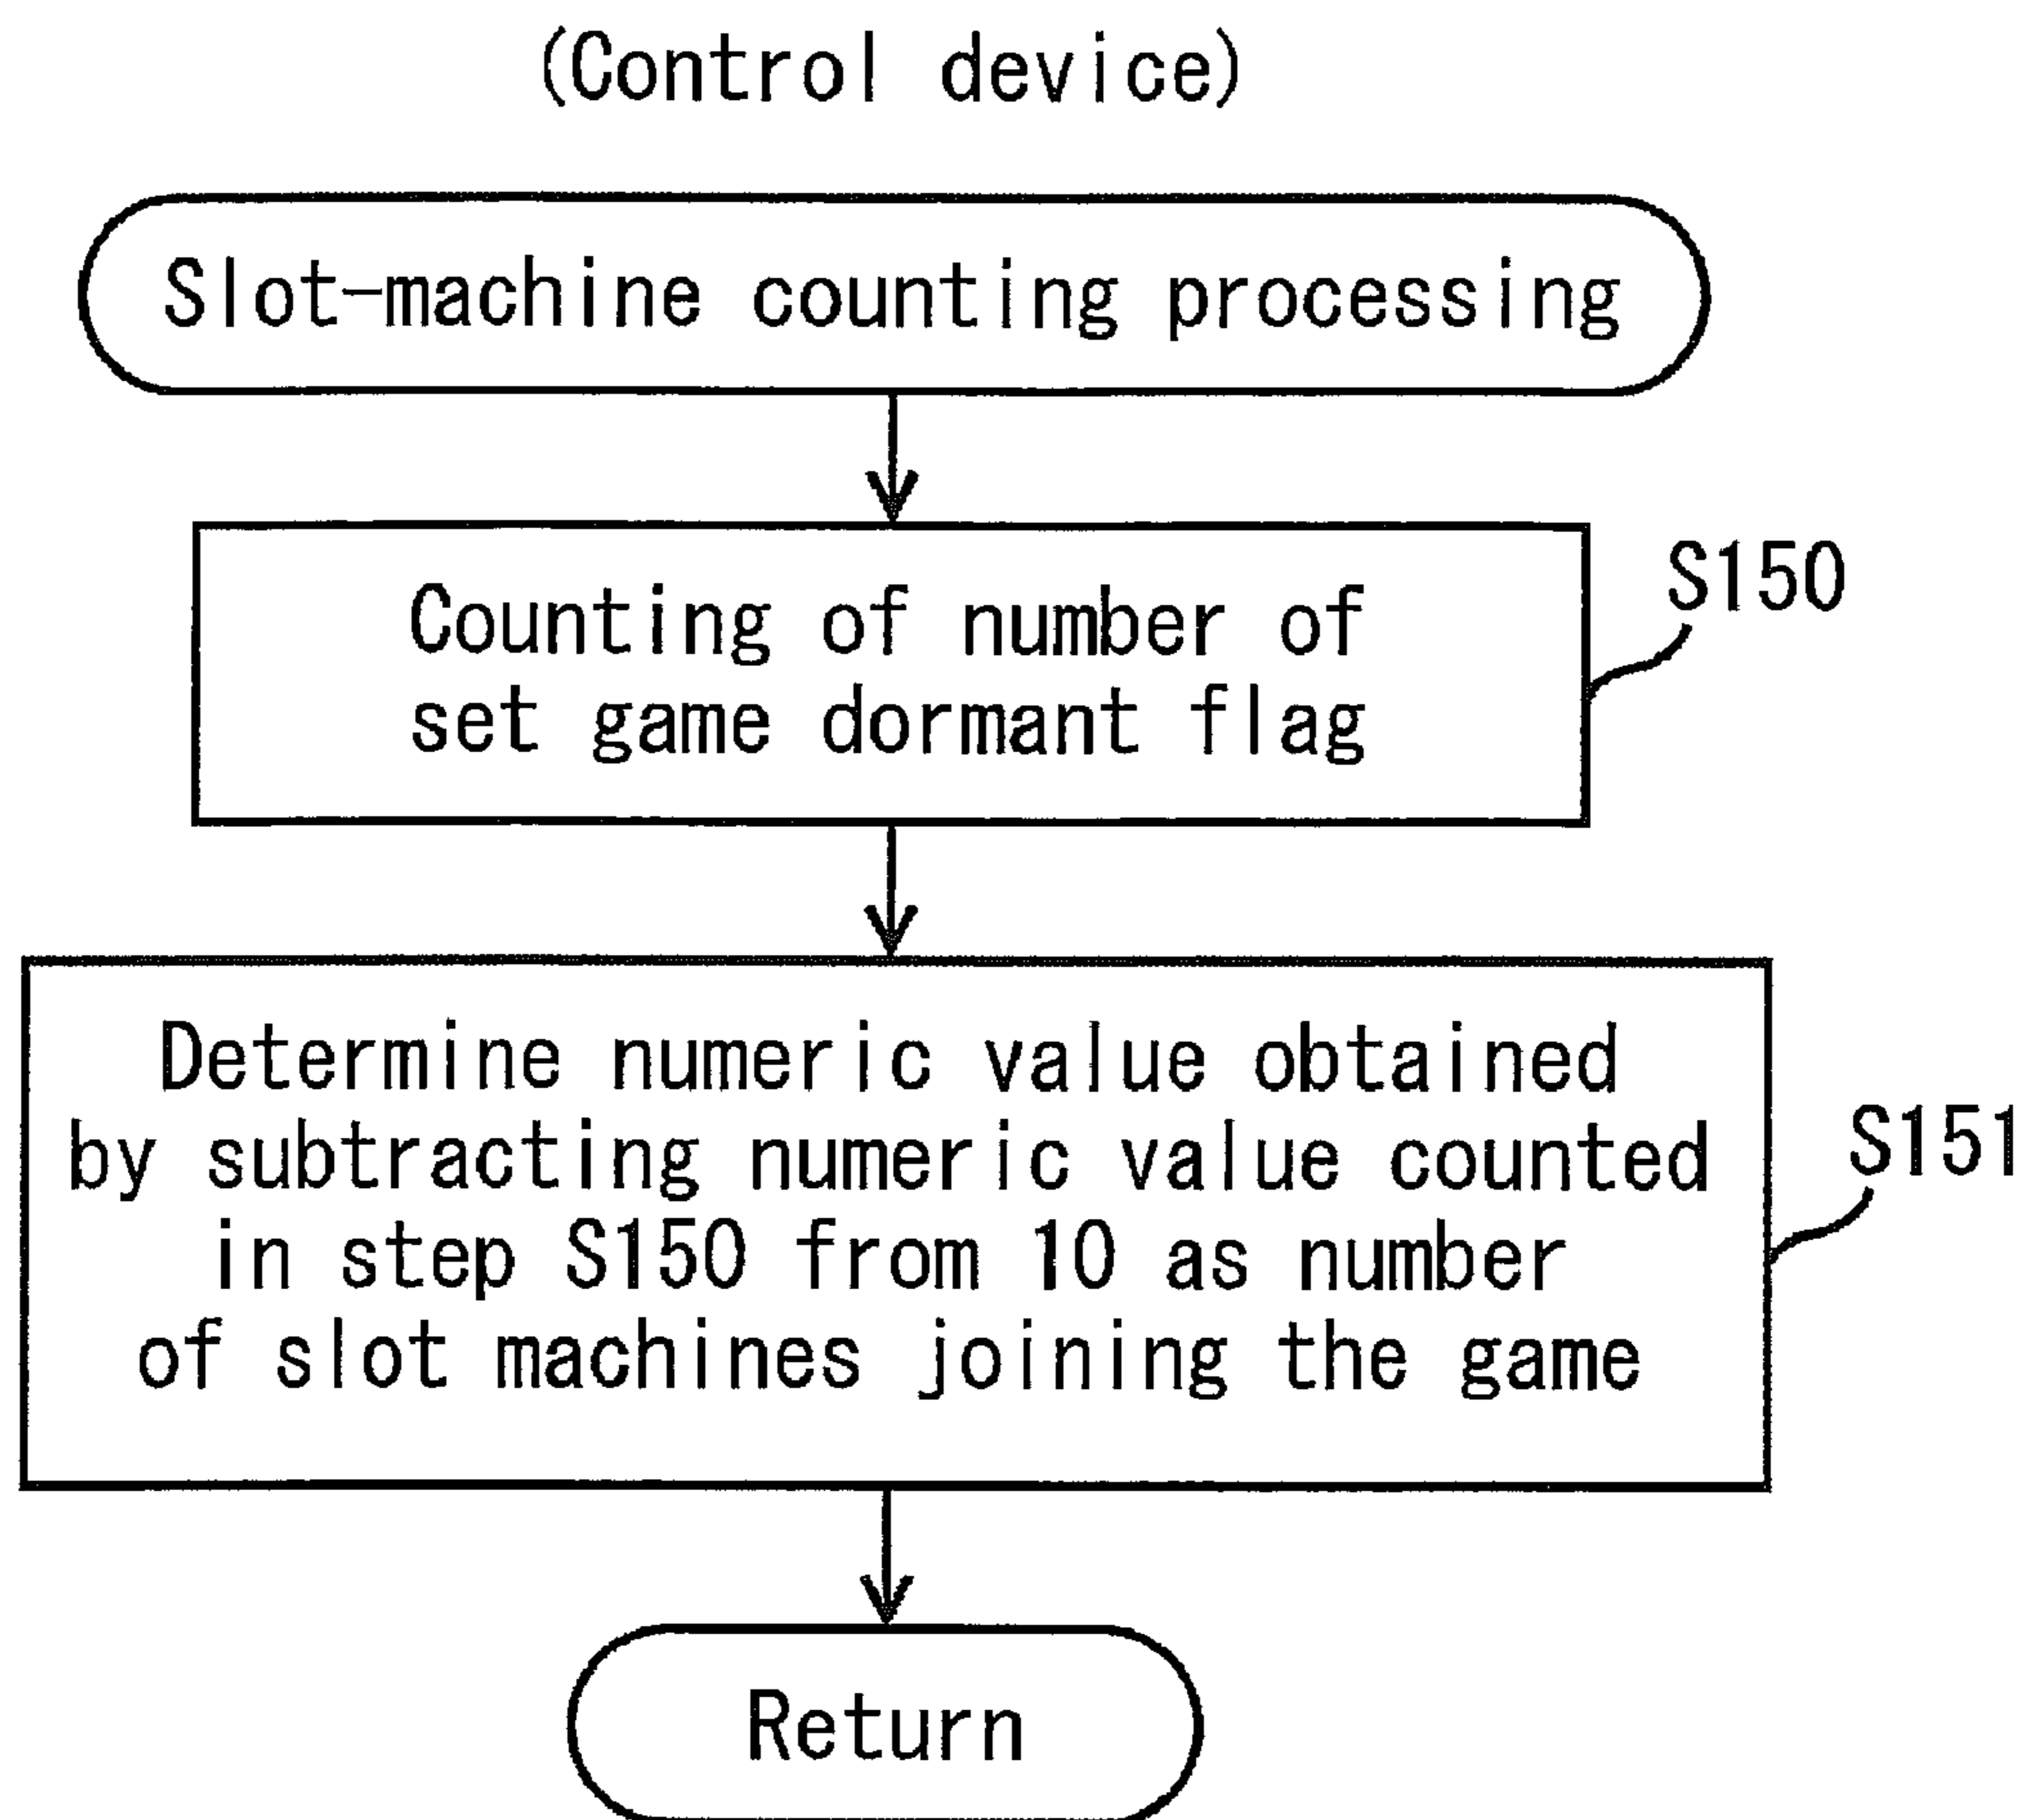 (Control device)
Slot-machine counting processing
S150
Counting of number of
set game dormant flag
S151
Determine numeric value obtained
by subtracting numeric value counted
in step S150 from 10 as number
of slot machines joining the game
Return